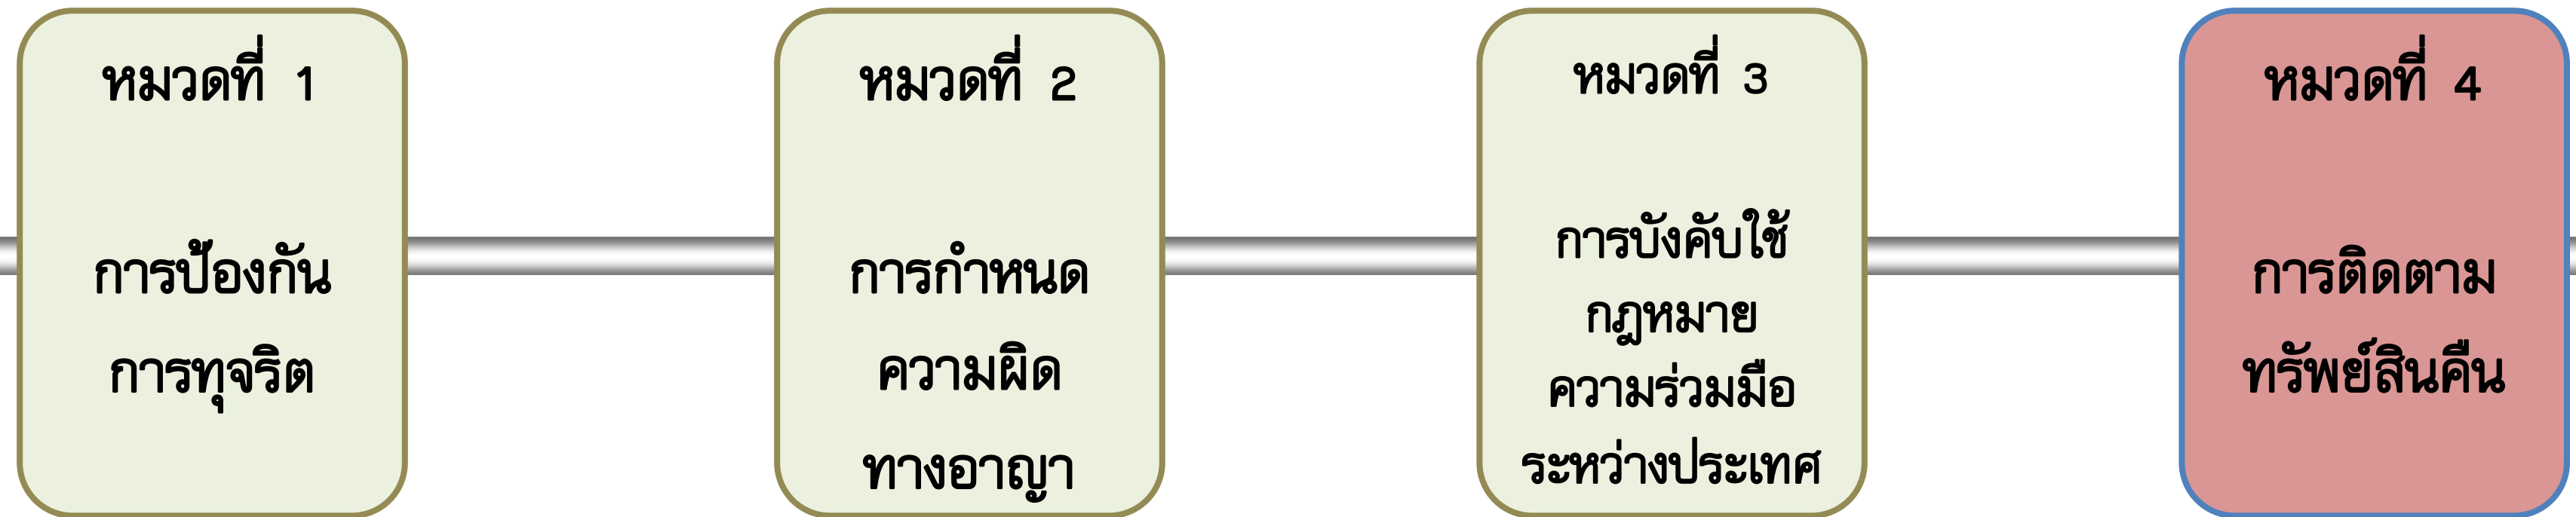 หมวดที่ 1
การป้องกัน
การทุจริต
หมวดที่ 2
การกำหนด
ความผิด
ทางอาญา
หมวดที่ 3
การบังคับใช้
กฎหมาย
ความร่วมมือ
ระหว่างประเทศ
หมวดที่ 4
การติดตาม
ทรัพย์สินคืน